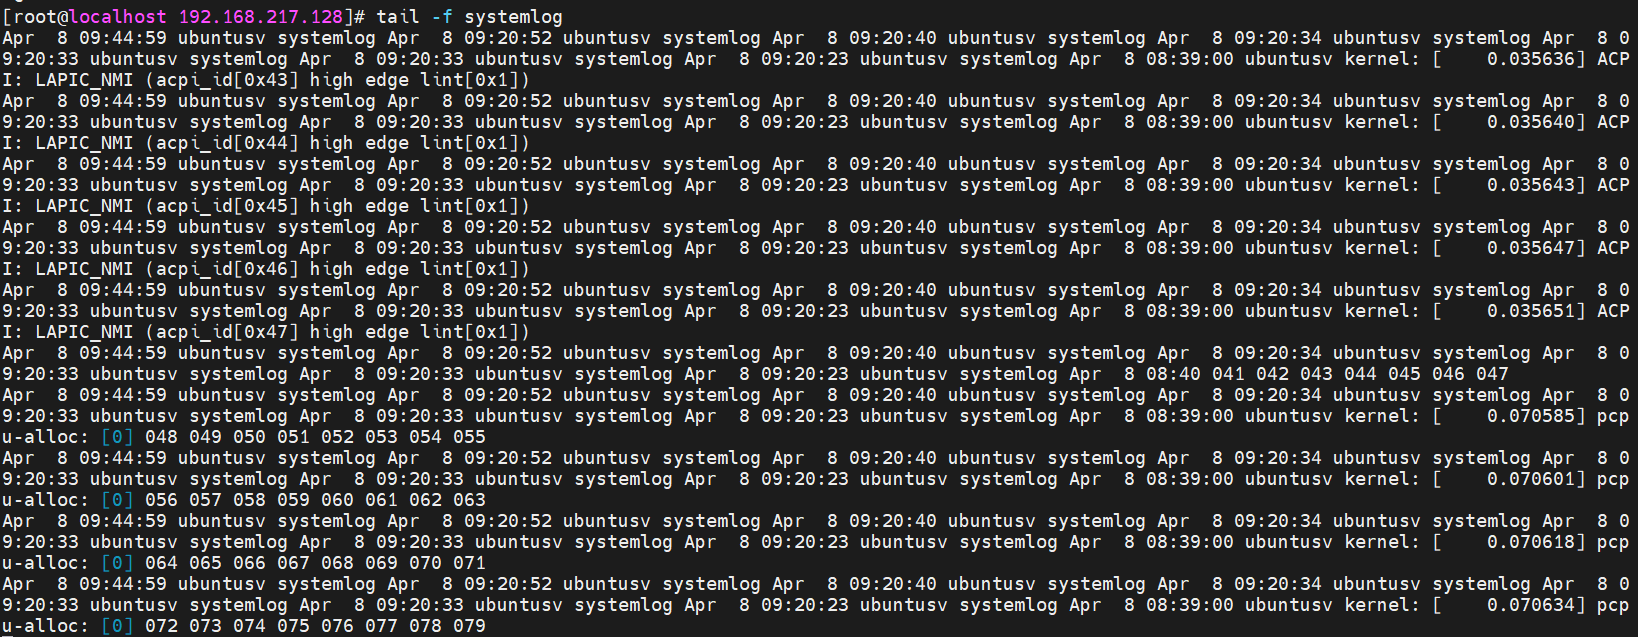 [root@localhost 192.168.217.128]# tail -f systemlog
Apr  8 09:44:59 ubuntusv systemlog Apr  8 09:20:52 ubuntusv systemlog Apr  8 09:20:40 ubuntusv systemlog Apr  8 09:20:34 ubuntusv systemlog Apr  8 0
9:20:33 ubuntusv systemlog Apr  8 09:20:33 ubuntusv systemlog Apr  8 09:20:23 ubuntusv systemlog Apr  8 08:39:00 ubuntusv kernel: [    0.035636] ACP
I: LAPIC_NMI (acpi_id[0x43] high edge lint[0x1])
Apr  8 09:44:59 ubuntusv systemlog Apr  8 09:20:52 ubuntusv systemlog Apr  8 09:20:40 ubuntusv systemlog Apr  8 09:20:34 ubuntusv systemlog Apr  8 0
9:20:33 ubuntusv systemlog Apr  8 09:20:33 ubuntusv systemlog Apr  8 09:20:23 ubuntusv systemlog Apr  8 08:39:00 ubuntusv kernel: [    0.035640] ACP
I: LAPIC_NMI (acpi_id[0x44] high edge lint[0x1])
Apr  8 09:44:59 ubuntusv systemlog Apr  8 09:20:52 ubuntusv systemlog Apr  8 09:20:40 ubuntusv systemlog Apr  8 09:20:34 ubuntusv systemlog Apr  8 0
9:20:33 ubuntusv systemlog Apr  8 09:20:33 ubuntusv systemlog Apr  8 09:20:23 ubuntusv systemlog Apr  8 08:39:00 ubuntusv kernel: [    0.035643] ACP
I: LAPIC_NMI (acpi_id[0x45] high edge lint[0x1])
Apr  8 09:44:59 ubuntusv systemlog Apr  8 09:20:52 ubuntusv systemlog Apr  8 09:20:40 ubuntusv systemlog Apr  8 09:20:34 ubuntusv systemlog Apr  8 0
9:20:33 ubuntusv systemlog Apr  8 09:20:33 ubuntusv systemlog Apr  8 09:20:23 ubuntusv systemlog Apr  8 08:39:00 ubuntusv kernel: [    0.035647] ACP
I: LAPIC_NMI (acpi_id[0x46] high edge lint[0x1])
Apr  8 09:44:59 ubuntusv systemlog Apr  8 09:20:52 ubuntusv systemlog Apr  8 09:20:40 ubuntusv systemlog Apr  8 09:20:34 ubuntusv systemlog Apr  8 0
9:20:33 ubuntusv systemlog Apr  8 09:20:33 ubuntusv systemlog Apr  8 09:20:23 ubuntusv systemlog Apr  8 08:39:00 ubuntusv kernel: [    0.035651] ACP
I: LAPIC_NMI (acpi_id[0x47] high edge lint[0x1])
Apr  8 09:44:59 ubuntusv systemlog Apr  8 09:20:52 ubuntusv systemlog Apr  8 09:20:40 ubuntusv systemlog Apr  8 09:20:34 ubuntusv systemlog Apr  8 0
9:20:33 ubuntusv systemlog Apr  8 09:20:33 ubuntusv systemlog Apr  8 09:20:23 ubuntusv systemlog Apr  8 08:40 041 042 043 044 045 046 047
Apr  8 09:44:59 ubuntusv systemlog Apr  8 09:20:52 ubuntusv systemlog Apr  8 09:20:40 ubuntusv systemlog Apr  8 09:20:34 ubuntusv systemlog Apr  8 0
9:20:33 ubuntusv systemlog Apr  8 09:20:33 ubuntusv systemlog Apr  8 09:20:23 ubuntusv systemlog Apr  8 08:39:00 ubuntusv kernel: [    0.070585] pcp
u-alloc: [0] 048 049 050 051 052 053 054 055
Apr  8 09:44:59 ubuntusv systemlog Apr  8 09:20:52 ubuntusv systemlog Apr  8 09:20:40 ubuntusv systemlog Apr  8 09:20:34 ubuntusv systemlog Apr  8 0
9:20:33 ubuntusv systemlog Apr  8 09:20:33 ubuntusv systemlog Apr  8 09:20:23 ubuntusv systemlog Apr  8 08:39:00 ubuntusv kernel: [    0.070601] pcp
u-alloc: [0] 056 057 058 059 060 061 062 063
Apr  8 09:44:59 ubuntusv systemlog Apr  8 09:20:52 ubuntusv systemlog Apr  8 09:20:40 ubuntusv systemlog Apr  8 09:20:34 ubuntusv systemlog Apr  8 0
9:20:33 ubuntusv systemlog Apr  8 09:20:33 ubuntusv systemlog Apr  8 09:20:23 ubuntusv systemlog Apr  8 08:39:00 ubuntusv kernel: [    0.070618] pcp
u-alloc: [0] 064 065 066 067 068 069 070 071
Apr  8 09:44:59 ubuntusv systemlog Apr  8 09:20:52 ubuntusv systemlog Apr  8 09:20:40 ubuntusv systemlog Apr  8 09:20:34 ubuntusv systemlog Apr  8 0
9:20:33 ubuntusv systemlog Apr  8 09:20:33 ubuntusv systemlog Apr  8 09:20:23 ubuntusv systemlog Apr  8 08:39:00 ubuntusv kernel: [    0.070634] pcp
u-alloc: [0] 072 073 074 075 076 077 078 079